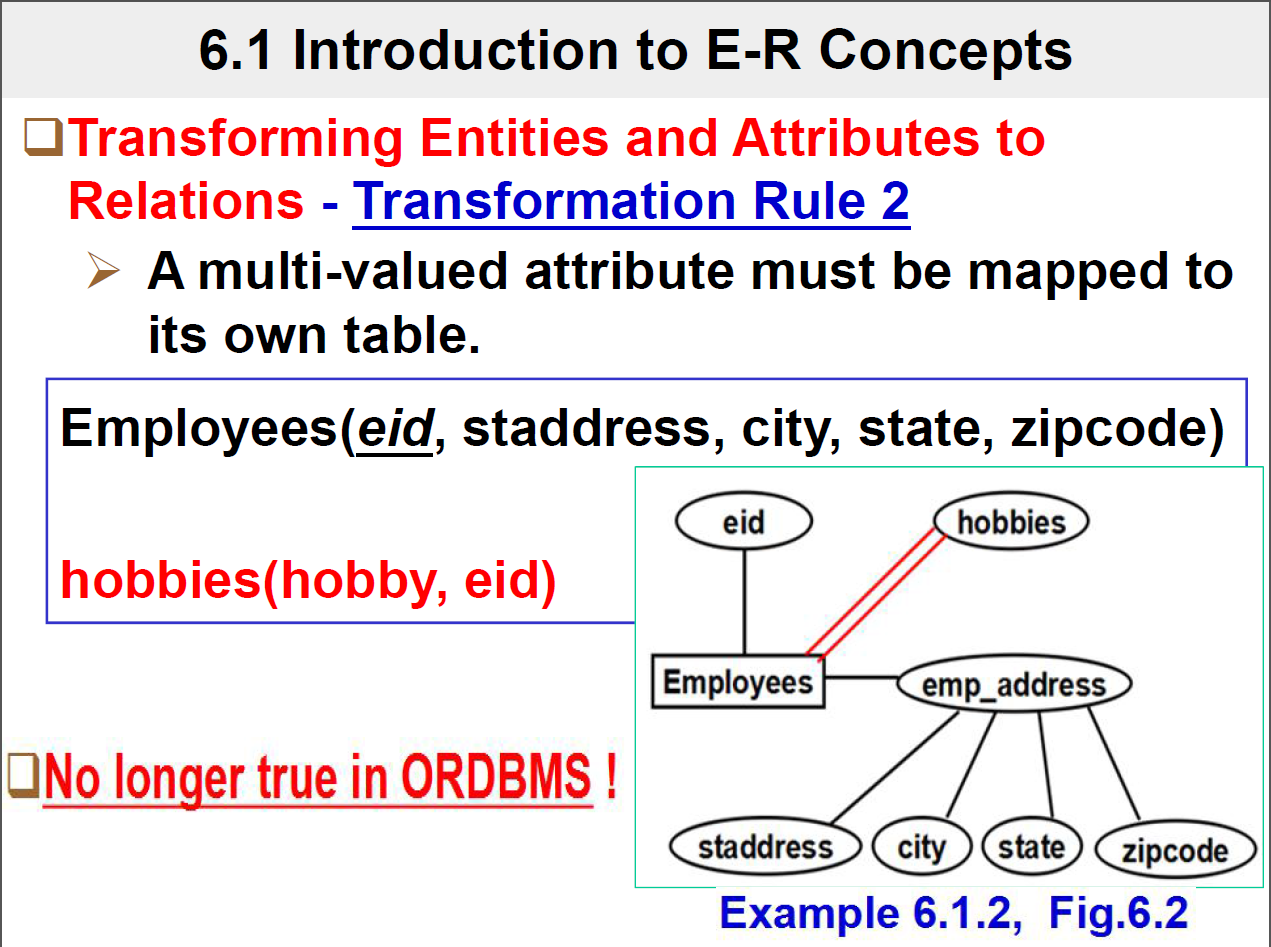 6.1 Introduction to E-R Concepts
Transforming Entities and Attributes to
Relations - Transformation Rule 2
A multi-valued attribute must be mapped to
its own table.
Employees(eid, staddress, city, state, zipcode)
hobbies(hobby, eid)
eid
hobbies
Employees
emp_address
staddress
city
state
zipcode
No longer true in ORDBMS !
Example 6.1.2, Fig.6.2